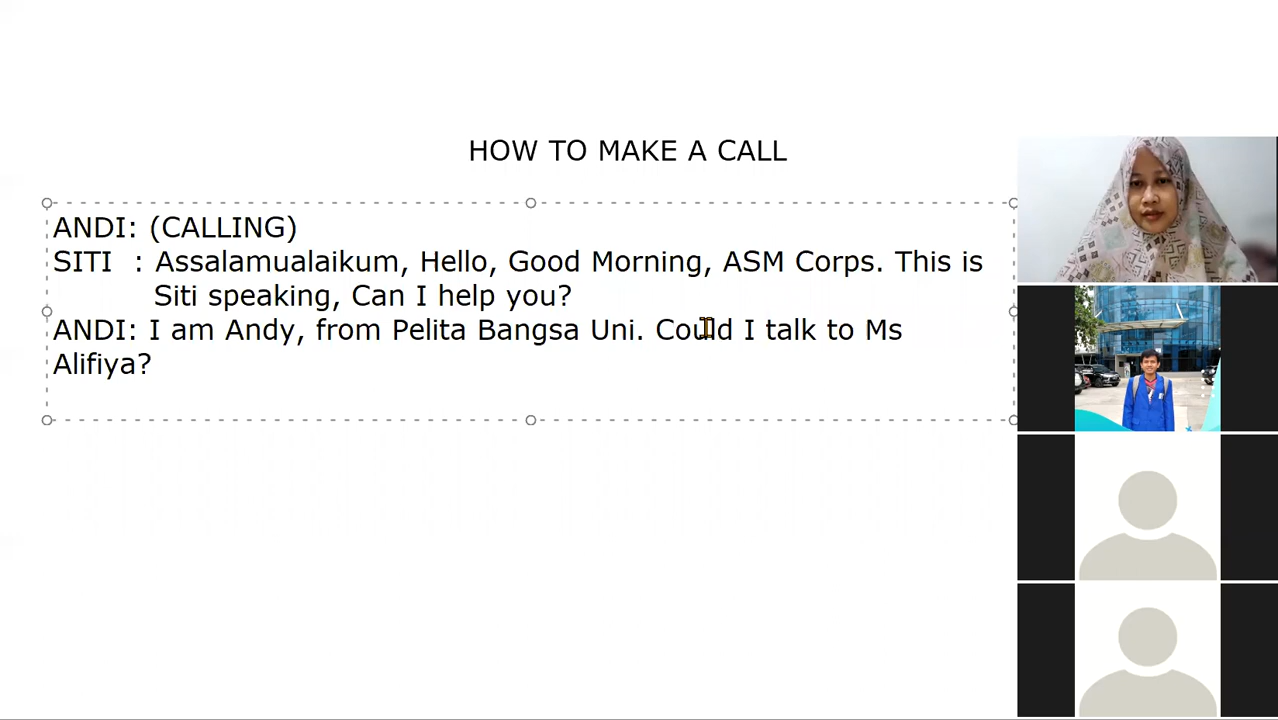 HOW TO MAKE A CALL
ANDI: (CALLING)
SITI : Assalamualaikum, Hello, Good Morning, ASM Corps. This is
Siti speaking, Can I help you?
ANDI: I am Andy, from Pelita Bangsa Uni. Could I talk to Ms
Alifiya?